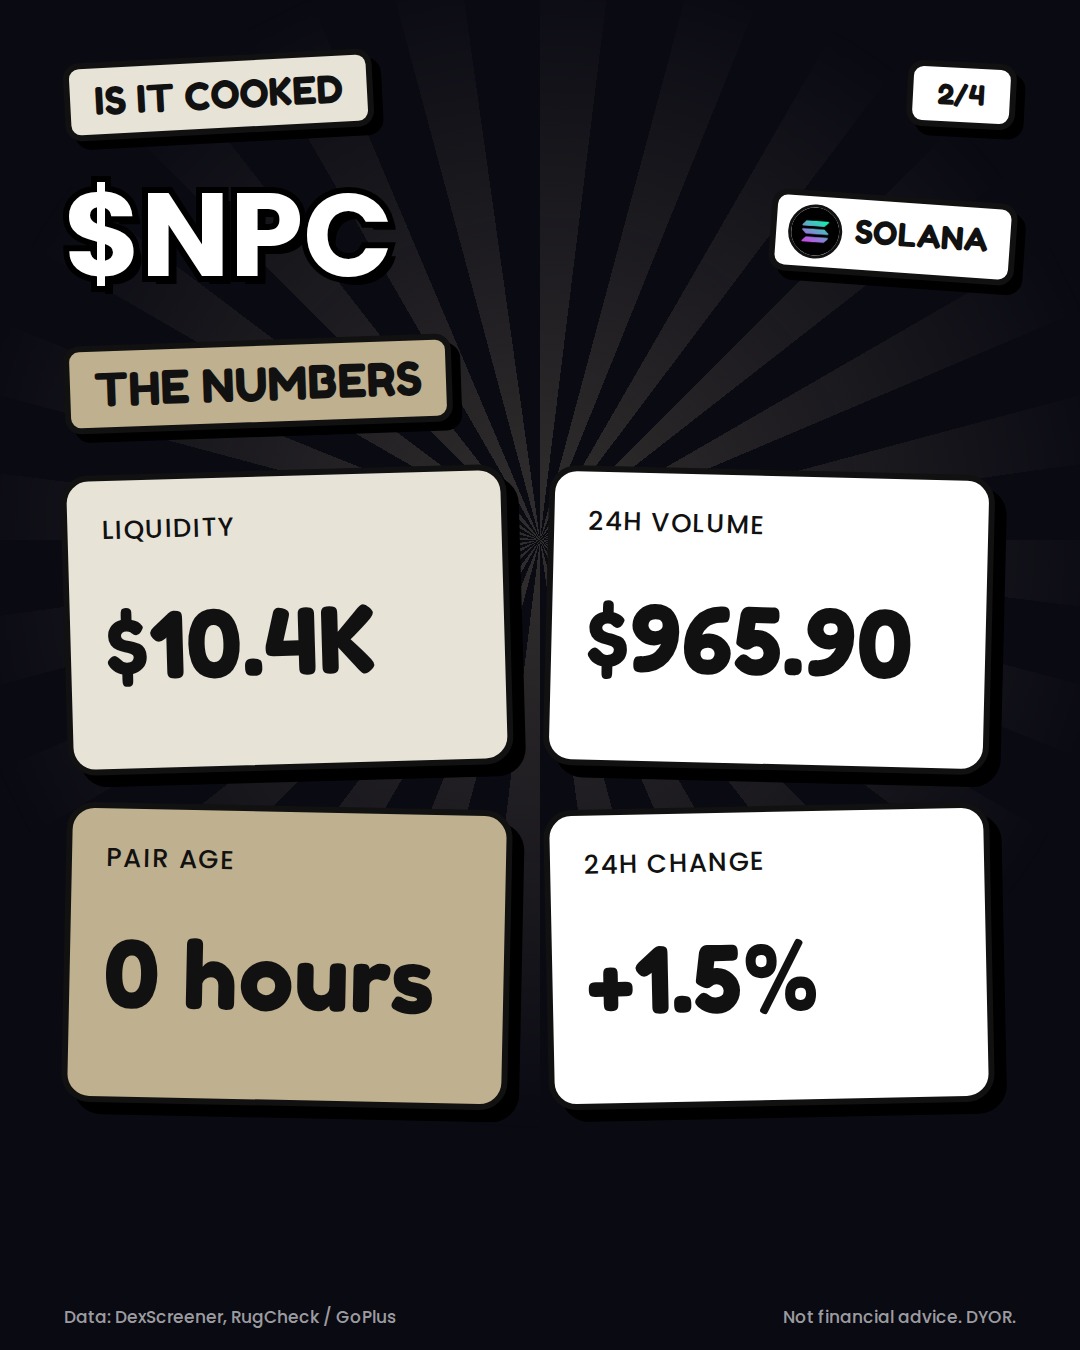 IS IT COOKED
2/4
$NPC
SOLANA
THE NUMBERS
LIQUIDITY
$10.4K
24H VOLUME
$965.90
PAIR AGE
0 hours
24H CHANGE
+1.5%
Data: DexScreener, RugCheck / GoPlus
Not financial advice. DYOR.